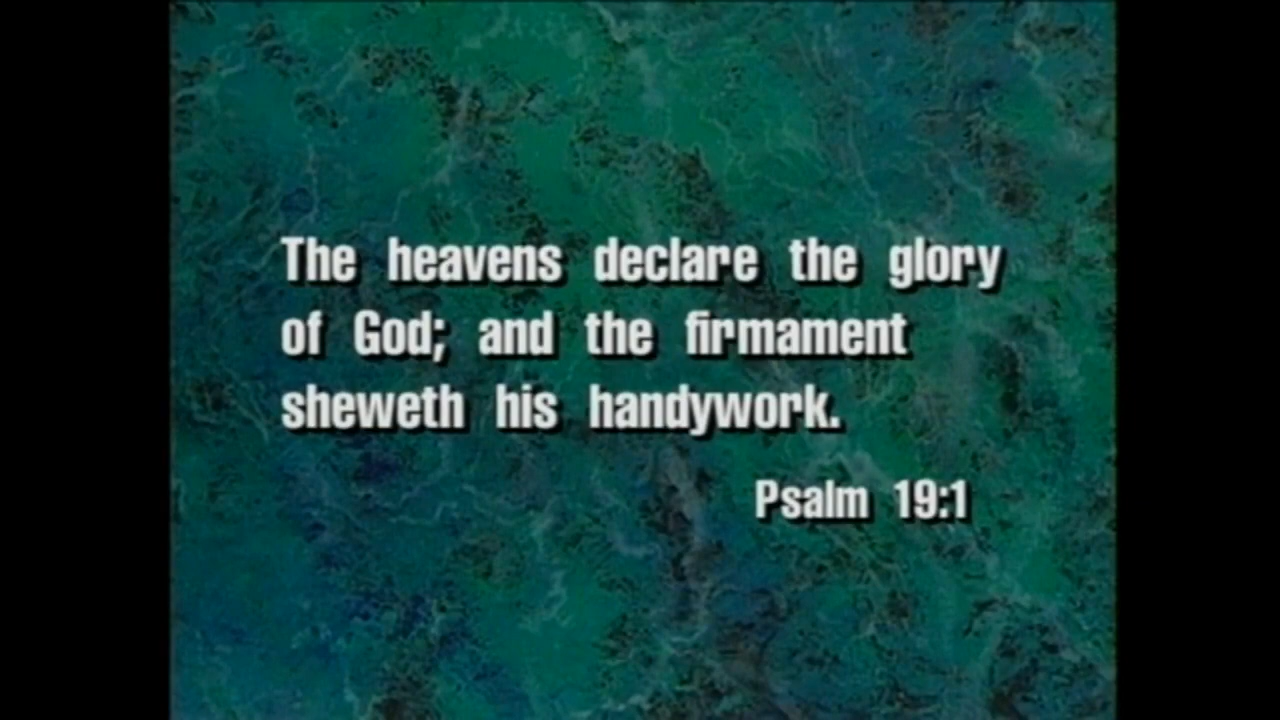 The heavens declare the glory
of God; and the firmament
sheweth his handywork.
Psalm 19:1